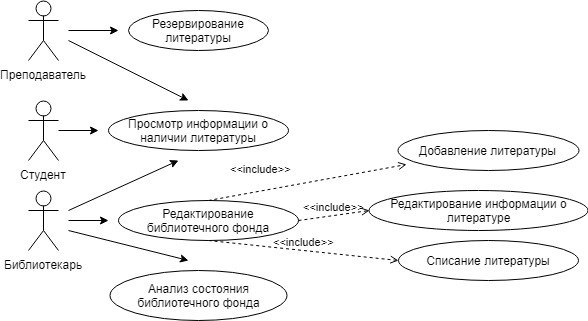 Резервирование
литературы
Преподаватель
Просмотр информации о
наличии литературы
Студент
Добавление литературы
<<include>>
Редактирование
библиотечного фонда
<<include>>
Редактирование информации о
литературе
<<include>>
Списание литературы
Библиотекарь
Анализ состояния
библиотечного фонда